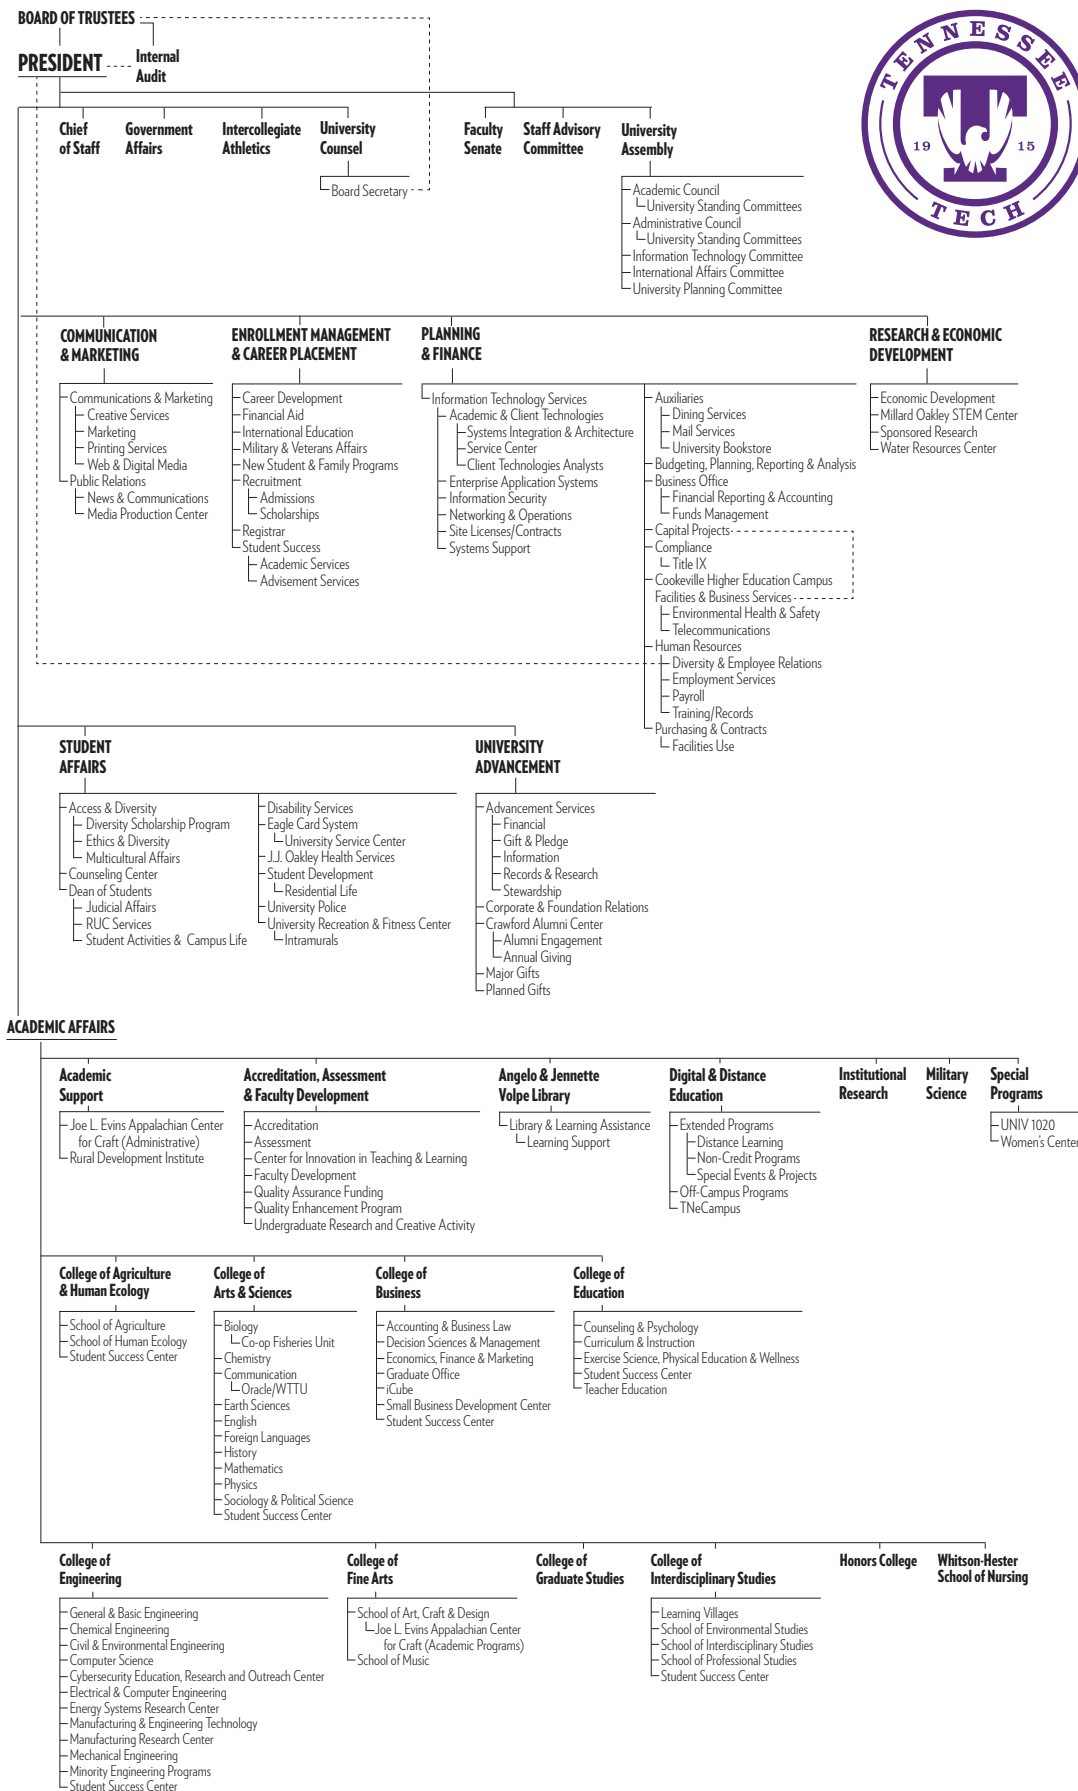 BOARD OF TRUSTEES
PRESIDENT
Internal
Audit
TENNESSEE
19 15
TECH
Chief
of Staff
Government
Affairs
Intercollegiate
Athletics
University
Counsel
Board Secretary
Faculty
Senate
Staff Advisory
Committee
University
Assembly
Academic Council
University Standing Committees
Administrative Council
University Standing Committees
Information Technology Committee
International Affairs Committee
University Planning Committee
COMMUNICATION
& MARKETING
Communications & Marketing
Creative Services
Marketing
Printing Services
Web & Digital Media
Public Relations
News & Communications
Media Production Center
ENROLLMENT MANAGEMENT
& CAREER PLACEMENT
Career Development
Financial Aid
International Education
Military & Veterans Affairs
New Student & Family Programs
Recruitment
Admissions
Scholarships
Registrar
Student Success
Academic Services
Advisement Services
PLANNING
& FINANCE
Information Technology Services
Academic & Client Technologies
Systems Integration & Architecture
Service Center
Client Technologies Analysts
Enterprise Application Systems
Information Security
Networking & Operations
Site Licenses/Contracts
Systems Support
Auxiliaries
Dining Services
Mail Services
University Bookstore
Budgeting, Planning, Reporting & Analysis
Business Office
Financial Reporting & Accounting
Funds Management
Capital Projects
Compliance
Title IX
Cookeville Higher Education Campus
Facilities & Business Services
Environmental Health & Safety
Telecommunications
Human Resources
Diversity & Employee Relations
Employment Services
Payroll
Training/Records
Purchasing & Contracts
Facilities Use
RESEARCH & ECONOMIC
DEVELOPMENT
Economic Development
Millard Oakley STEM Center
Sponsored Research
Water Resources Center
STUDENT
AFFAIRS
Access & Diversity
Diversity Scholarship Program
Ethics & Diversity
Multicultural Affairs
Counseling Center
Dean of Students
Judicial Affairs
RUC Services
Student Activities & Campus Life
Disability Services
Eagle Card System
University Service Center
J.J. Oakley Health Services
Student Development
Residential Life
University Police
University Recreation & Fitness Center
Intramurals
UNIVERSITY
ADVANCEMENT
Advancement Services
Financial
Gift & Pledge
Information
Records & Research
Stewardship
Corporate & Foundation Relations
Crawford Alumni Center
Alumni Engagement
Annual Giving
Major Gifts
Planned Gifts
ACADEMIC AFFAIRS
Academic
Support
Joe L. Evins Appalachian Center
for Craft (Administrative)
Rural Development Institute
Accreditation, Assessment
& Faculty Development
Accreditation
Assessment
Center for Innovation in Teaching & Learning
Faculty Development
Quality Assurance Funding
Quality Enhancement Program
Undergraduate Research and Creative Activity
Angelo & Jennette
Volpe Library
Library & Learning Assistance
Learning Support
Digital & Distance
Education
Extended Programs
Distance Learning
Non-Credit Programs
Special Events & Projects
Off-Campus Programs
TNeCampus
Institutional
Research
Military
Science
Special
Programs
UNIV 1020
Women's Center
College of Agriculture
& Human Ecology
School of Agriculture
School of Human Ecology
Student Success Center
College of
Arts & Sciences
Biology
Co-op Fisheries Unit
Chemistry
Communication
Oracle/WTTU
Earth Sciences
English
Foreign Languages
History
Mathematics
Physics
Sociology & Political Science
Student Success Center
College of
Business
Accounting & Business Law
Decision Sciences & Management
Economics, Finance & Marketing
Graduate Office
iCube
Small Business Development Center
Student Success Center
College of
Education
Counseling & Psychology
Curriculum & Instruction
Exercise Science, Physical Education & Wellness
Student Success Center
Teacher Education
College of
Engineering
General & Basic Engineering
Chemical Engineering
Civil & Environmental Engineering
Computer Science
Cybersecurity Education, Research and Outreach Center
Electrical & Computer Engineering
Energy Systems Research Center
Manufacturing & Engineering Technology
Manufacturing Research Center
Mechanical Engineering
Minority Engineering Programs
Student Success Center
College of
Fine Arts
School of Art, Craft & Design
Joe L. Evins Appalachian Center
for Craft (Academic Programs)
School of Music
College of
Graduate Studies
College of
Interdisciplinary Studies
Learning Villages
School of Environmental Studies
School of Interdisciplinary Studies
School of Professional Studies
Student Success Center
Honors College
Whitson-Hester
School of Nursing